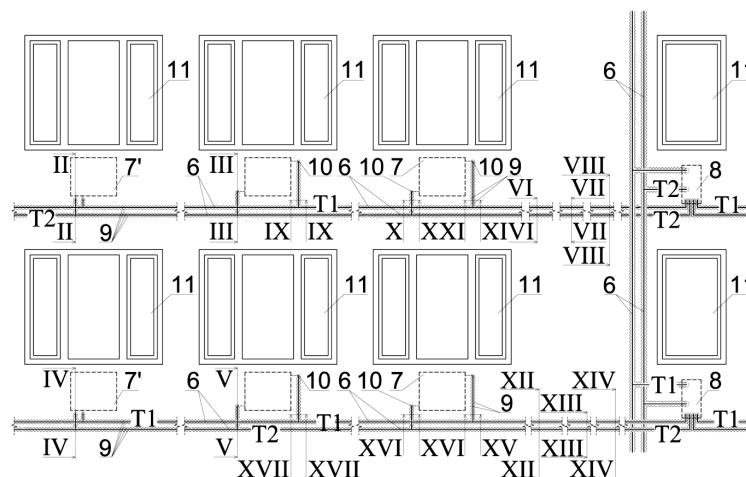 11 11 11 6 11
II 7' 6 III 10 6 10 7 10 9 VIII 8
VI VII
T2
T1 T1
T2 T2
II 9 III IX IX X XXI XIVI VII
VIII
11 11 11 6 11
IV 7' 6 V 10 6 10 7 XII XIV 8
T1
9 XIII
T1 T2 T1 T2
IV 9 V XVI XVI XV XIII
XVII XVII XII XIV